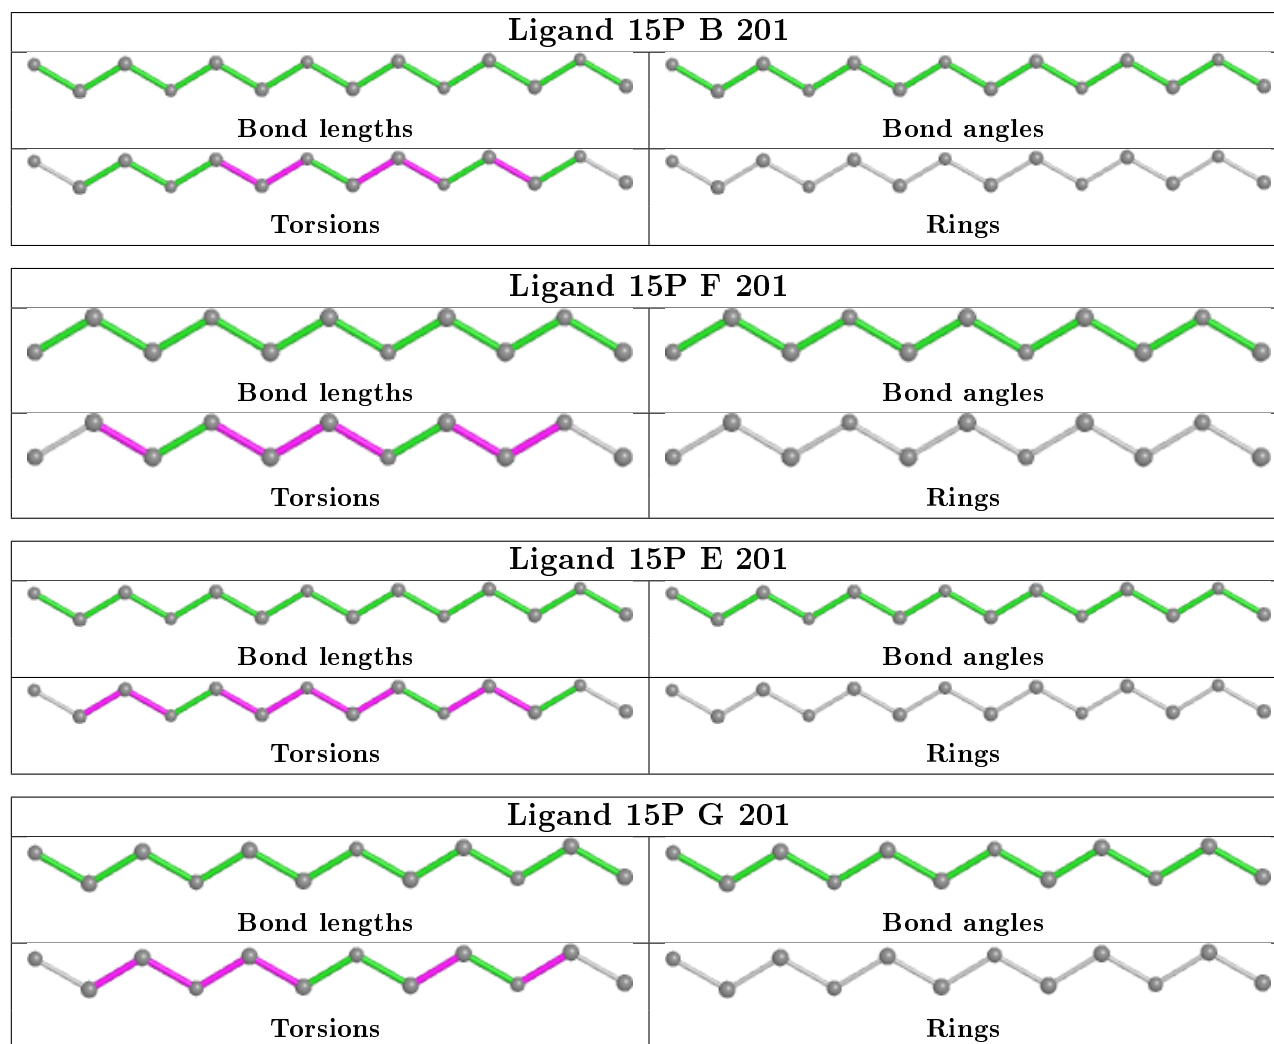 Ligand 15P B 201
Bond lengths Bond angles
Torsions Rings
Ligand 15P F 201
Bond lengths Bond angles
Torsions Rings
Ligand 15P E 201
Bond lengths Bond angles
Torsions Rings
Ligand 15P G 201
Bond lengths Bond angles
Torsions Rings